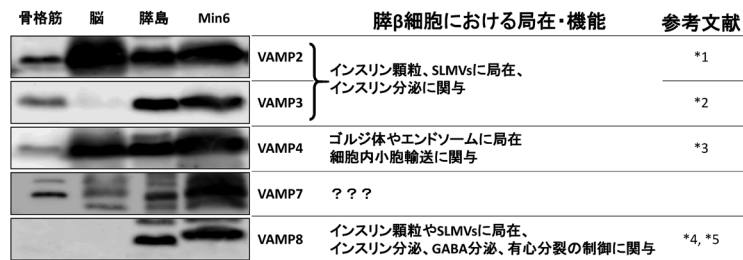 骨格筋 脳 膵島 Min6 膵β細胞における局在・機能 参考文献
VAMP2 *1
インスリン顆粒、SLMVsに局在、
インスリン分泌に関与
VAMP3 *2
VAMP4 ゴルジ体やエンドソームに局在 *3
細胞内小胞輸送に関与
VAMP7 ？？？
VAMP8 インスリン顆粒やSLMVsに局在、 *4, *5
インスリン分泌、GABA分泌、有心分裂の制御に関与